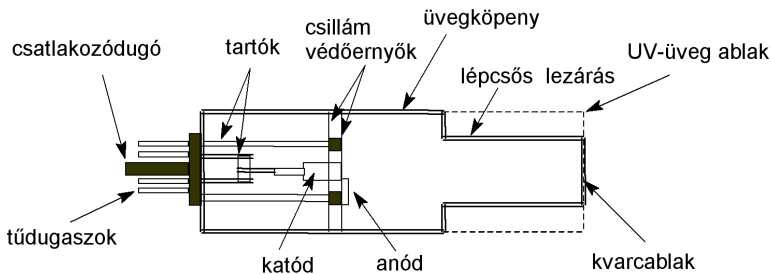 üvegköpeny
csatlakozódugó
tartók
csillám
védőernyők
UV-üveg ablak
lépcsős lezárás
tűdugaszok
katód
anód
kvarcablak